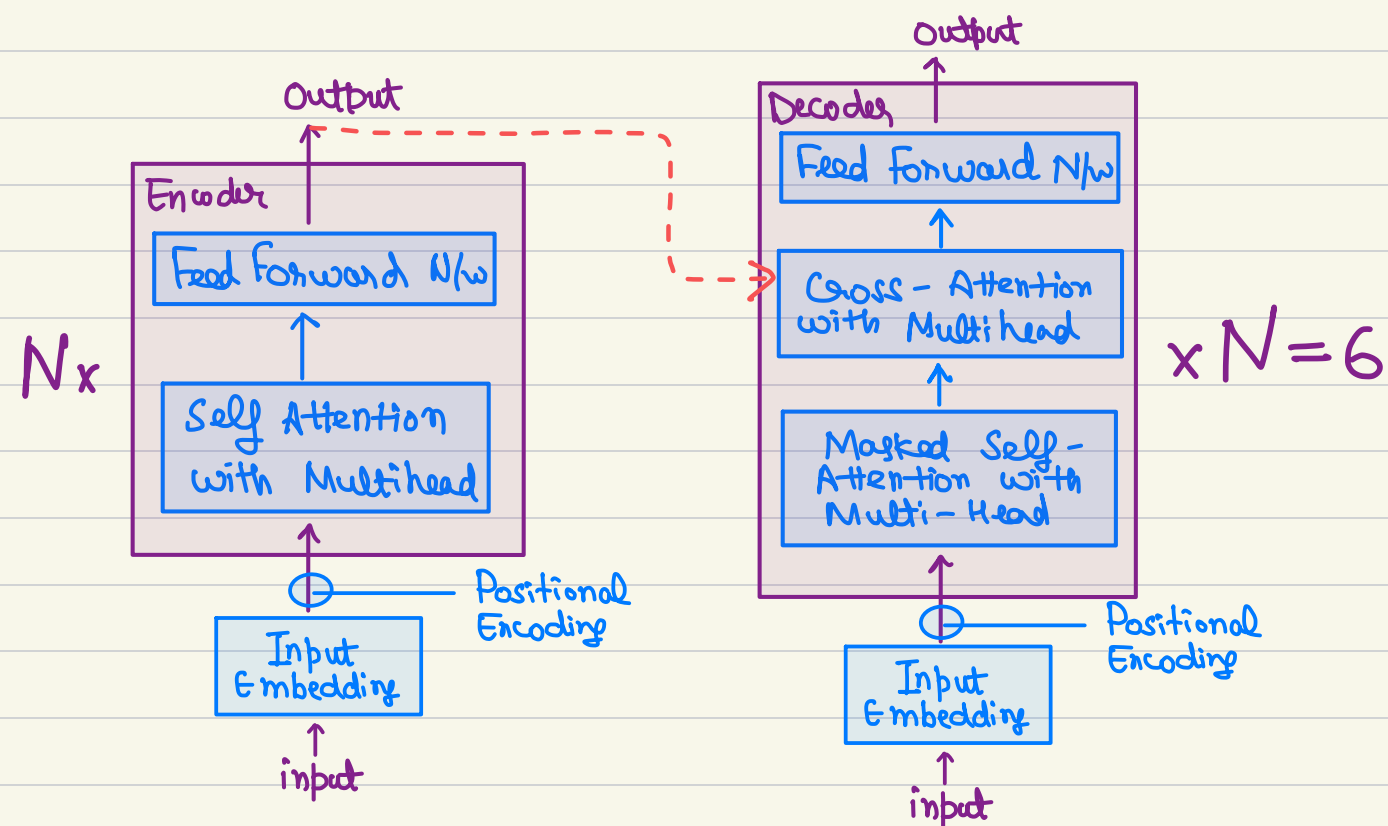 output
Encoder
Feed Forward N/w
Self Attention
with Multihead
Nx
Positional
Encoding
Input
Embedding
input
output
Decoder
Feed Forward N/w
Cross-Attention
with Multihead
Masked Self-
Attention with
Multi-Head
x N=6
Positional
Encoding
Input
Embedding
input